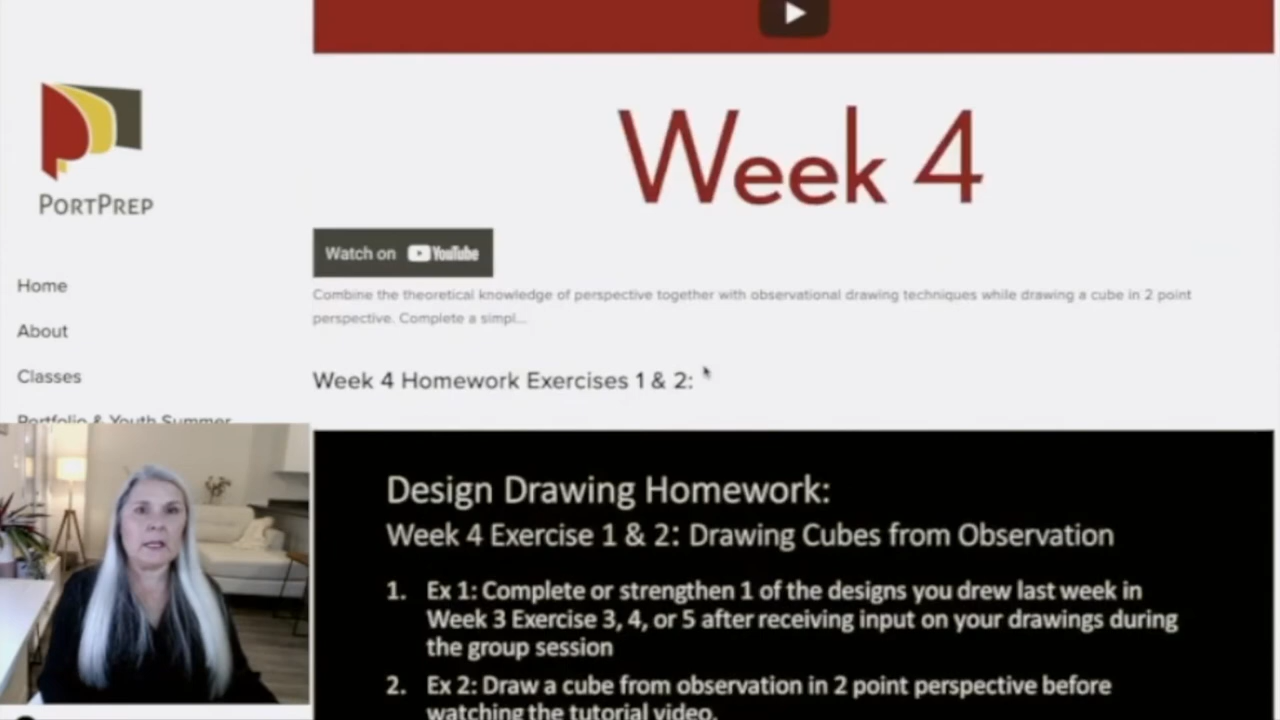 Week 4
PORTPREP
Watch on YouTube
Home
Combine the theoretical knowledge of perspective together with observational drawing techniques while drawing a cube in 2 point
perspective. Complete a simpl...
About
Classes
Week 4 Homework Exercises 1 & 2:
Portfolio & Youth Summer
Design Drawing Homework:
Week 4 Exercise 1 & 2: Drawing Cubes from Observation
1. Ex 1: Complete or strengthen 1 of the designs you drew last week in
Week 3 Exercise 3, 4, or 5 after receiving input on your drawings during
the group session
2. Ex 2: Draw a cube from observation in 2 point perspective before
watching the tutorial video.